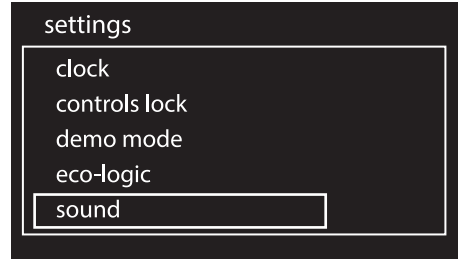 settings
clock
controls lock
demo mode
eco-logic
sound